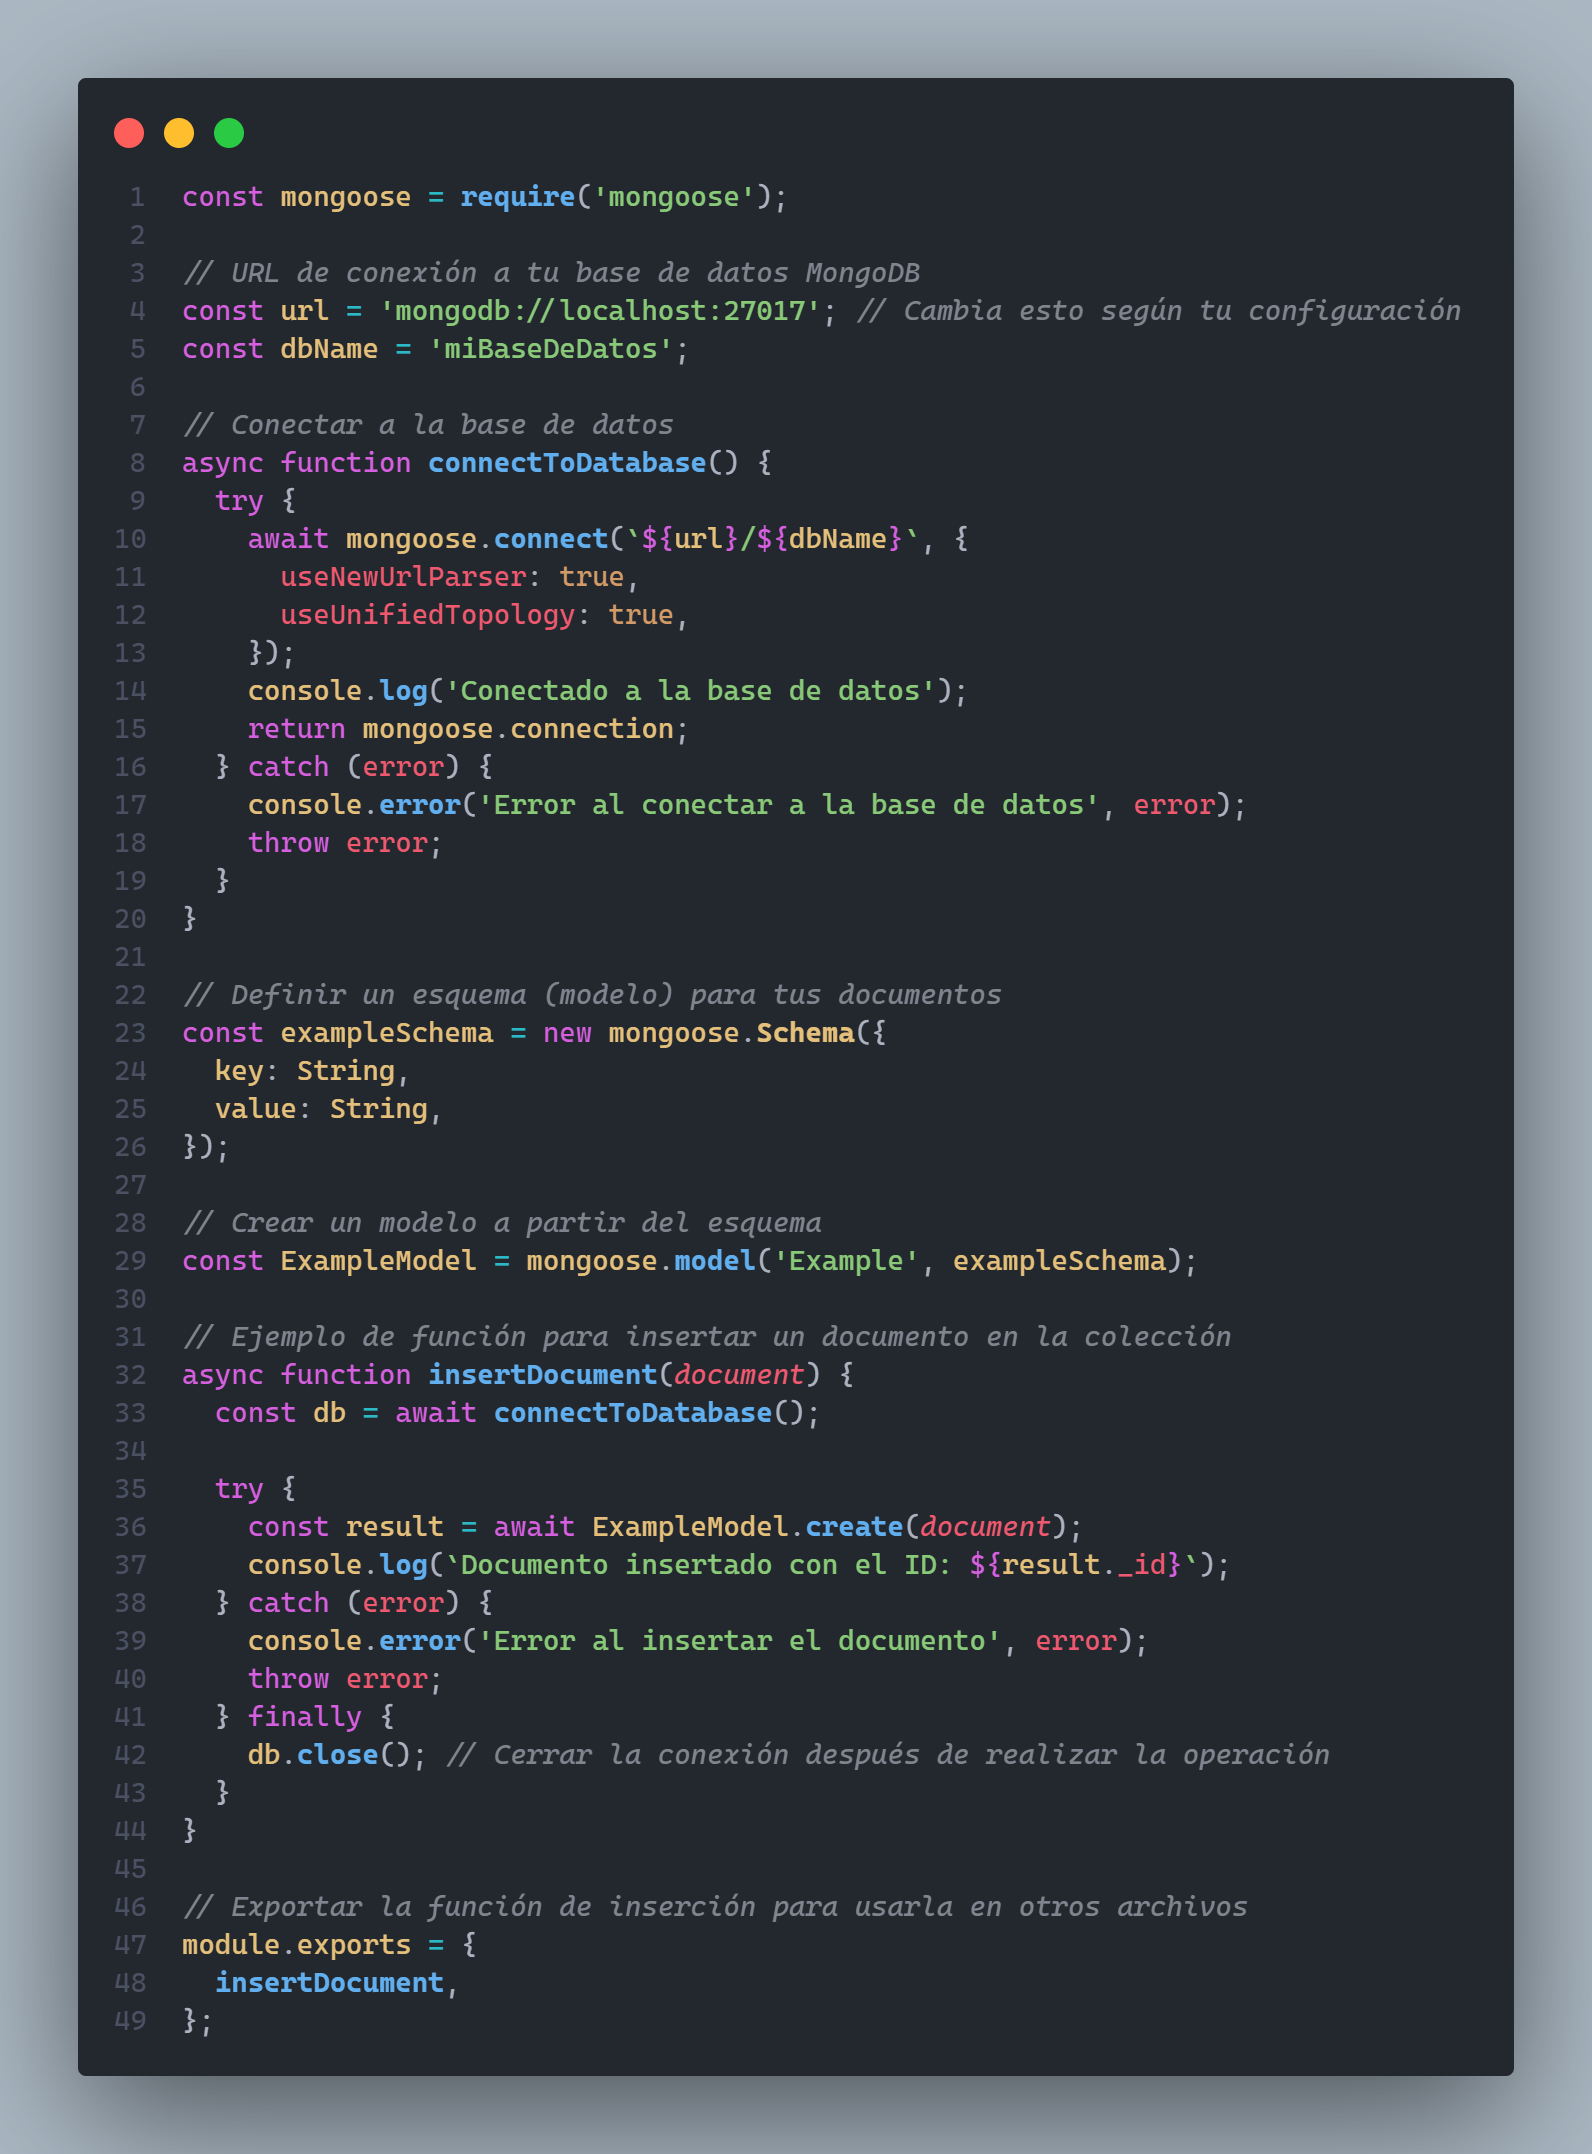 1 const mongoose = require('mongoose');
2
3 // URL de conexión a tu base de datos MongoDB
4 const url = 'mongodb://localhost:27017'; // Cambia esto según tu configuración
5 const dbName = 'miBaseDeDatos';
6
7 // Conectar a la base de datos
8 async function connectToDatabase() {
9   try {
10     await mongoose.connect(`${url}/${dbName}`, {
11       useNewUrlParser: true,
12       useUnifiedTopology: true,
13     });
14     console.log('Conectado a la base de datos');
15     return mongoose.connection;
16   } catch (error) {
17     console.error('Error al conectar a la base de datos', error);
18     throw error;
19   }
20 }
21
22 // Definir un esquema (modelo) para tus documentos
23 const exampleSchema = new mongoose.Schema({
24   key: String,
25   value: String,
26 });
27
28 // Crear un modelo a partir del esquema
29 const ExampleModel = mongoose.model('Example', exampleSchema);
30
31 // Ejemplo de función para insertar un documento en la colección
32 async function insertDocument(document) {
33   const db = await connectToDatabase();
34
35   try {
36     const result = await ExampleModel.create(document);
37     console.log(`Documento insertado con el ID: ${result._id}`);
38   } catch (error) {
39     console.error('Error al insertar el documento', error);
40     throw error;
41   } finally {
42     db.close(); // Cerrar la conexión después de realizar la operación
43   }
44 }
45
46 // Exportar la función de inserción para usarla en otros archivos
47 module.exports = {
48   insertDocument,
49 };